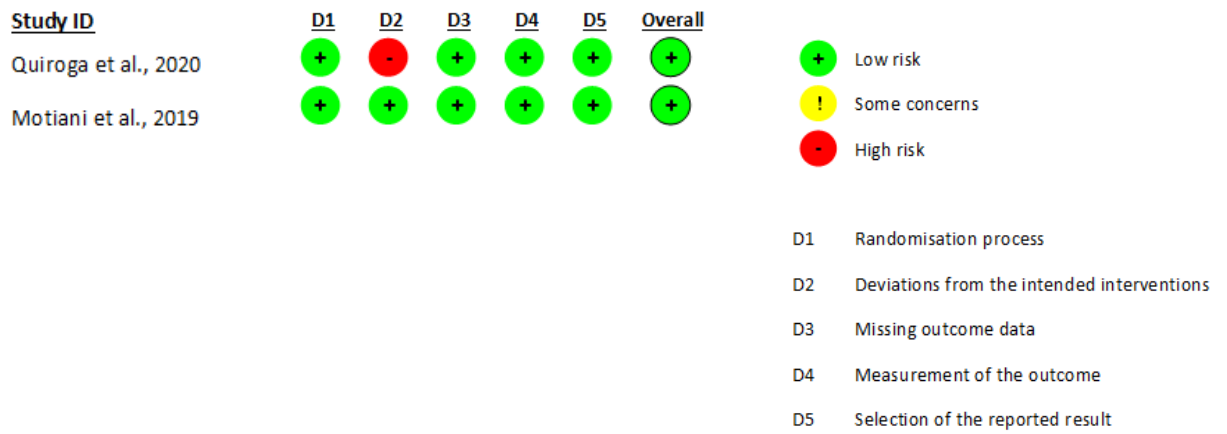 Study ID D1 D2 D3 D4 D5 Overall
Quiroga et al., 2020 + - + + + +
Motiani et al., 2019 + + + + + +
+ Low risk
! Some concerns
- High risk
D1 Randomisation process
D2 Deviations from the intended interventions
D3 Missing outcome data
D4 Measurement of the outcome
D5 Selection of the reported result